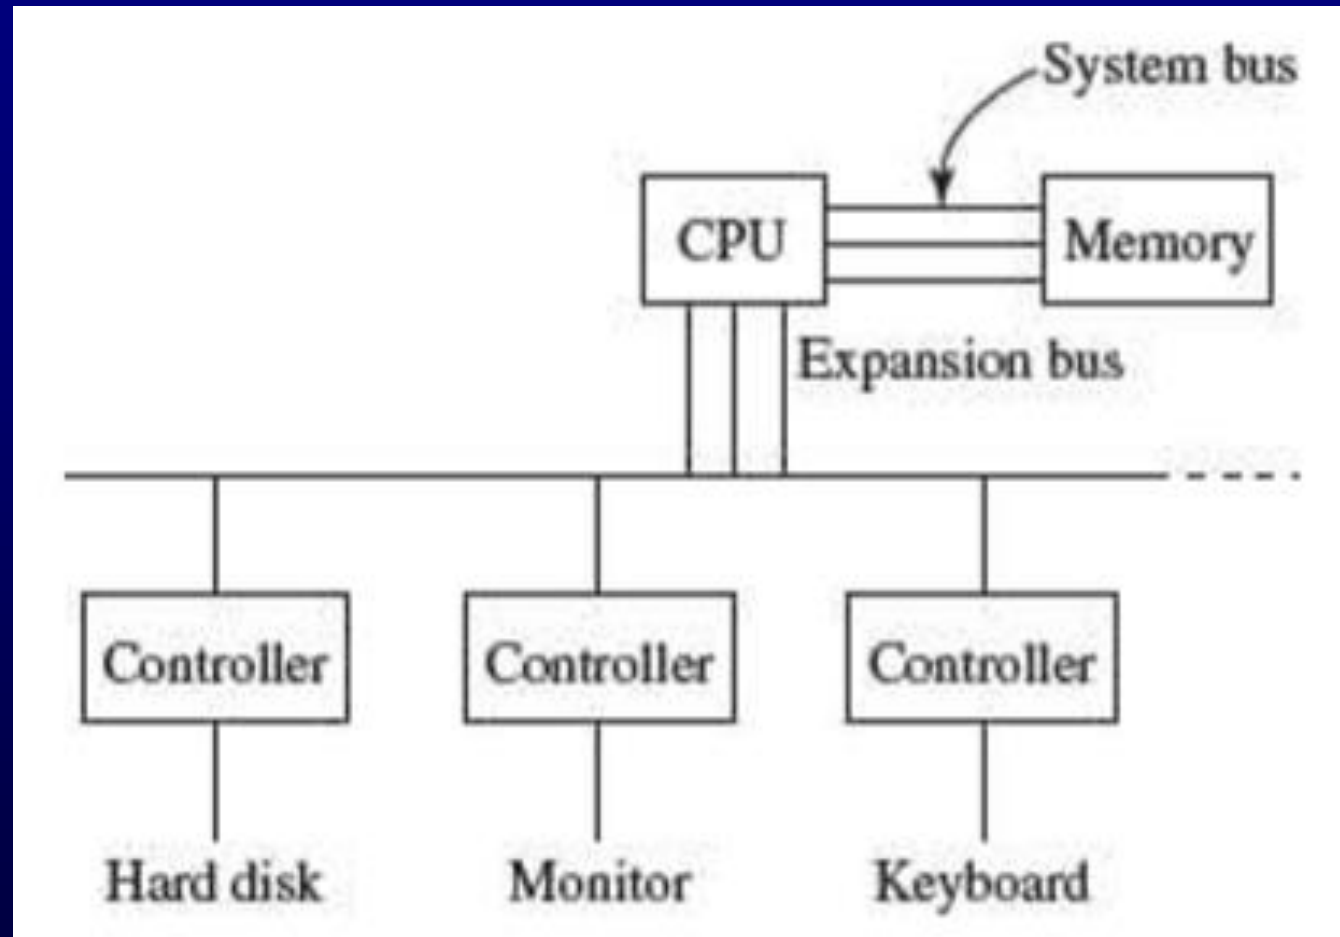 System bus
CPU
Memory
Expansion bus
Controller
Controller
Controller
Hard disk
Monitor
Keyboard